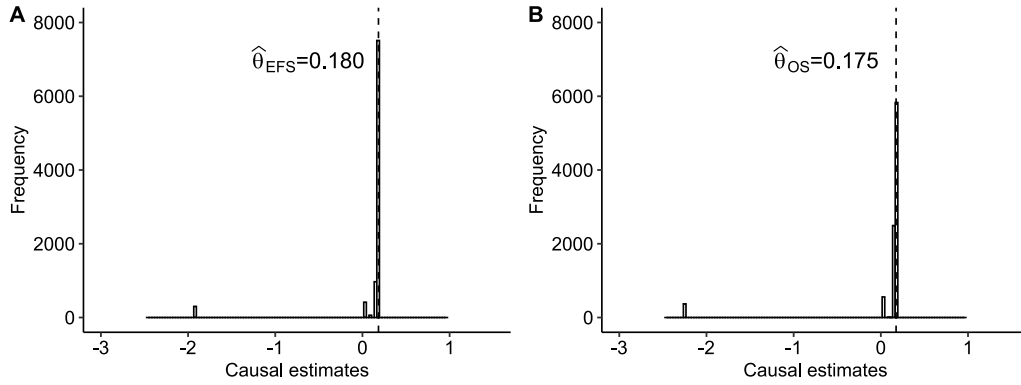 A
8000
6000
4000
2000
0
Frequency
θ̂EFS=0.180
-3 -2 -1 0 1
Causal estimates
B
8000
6000
4000
2000
0
Frequency
θ̂OS=0.175
-3 -2 -1 0 1
Causal estimates